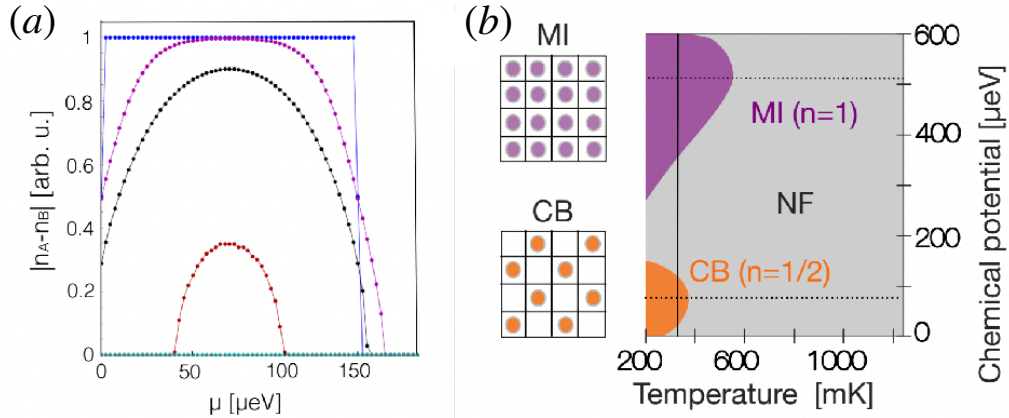 (a)
1
0.8
0.6
0.4
0.2
0
|nA-nB| [arb. u.]
0
50
100
150
μ [μeV]
(b)
MI
CB
MI (n=1)
NF
CB (n=1/2)
600
400
200
0
Chemical potential [μeV]
200
600
1000
Temperature [mK]